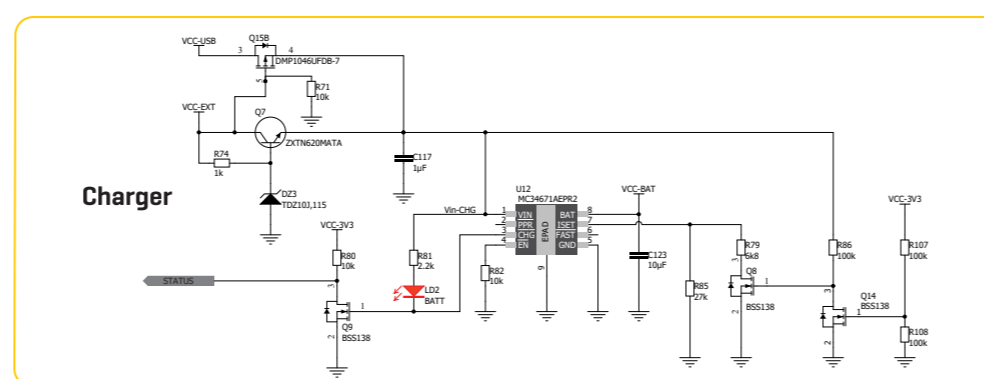 VCC-USB
Q15B
3
4
DMP1046UFDB-7
5
R71
10k
VCC-EXT
Q7
ZXTN620MATA
R74
1k
C117
1µF
Charger
DZ3
TDZ10J,115
U12
MC34671AEPR2
VCC-BAT
Vin-CHG
1 VIN BAT 8
2 PPR ISET 7
3 CHG FAST 6
4 EN GND 5
EPAD
9
VCC-3V3
R80
10k
R81
2.2k
STATUS
LD2
BATT
R82
10k
C123
10µF
3
1
Q9
2
BSS138
R85
27k
R79
6k8
3
Q8
1
2
BSS138
R86
100k
3
Q14
BSS138
1
2
VCC-3V3
R107
100k
R108
100k